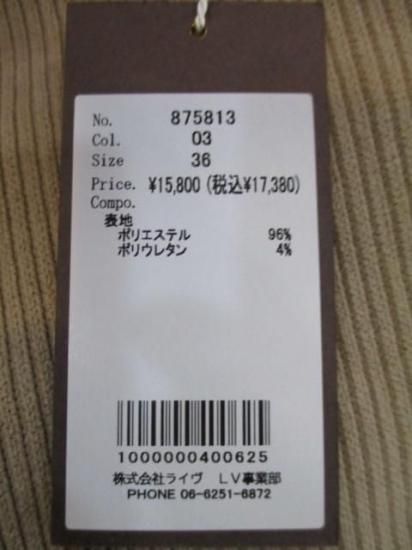 No. 875813
Col. 03
Size 36
Price. ¥15,800 (税込¥17,380)
Compo.
表地
ポリエステル 96%
ポリウレタン 4%
1000000400625
株式会社ライヴ LV事業部
PHONE 06-6251-6872